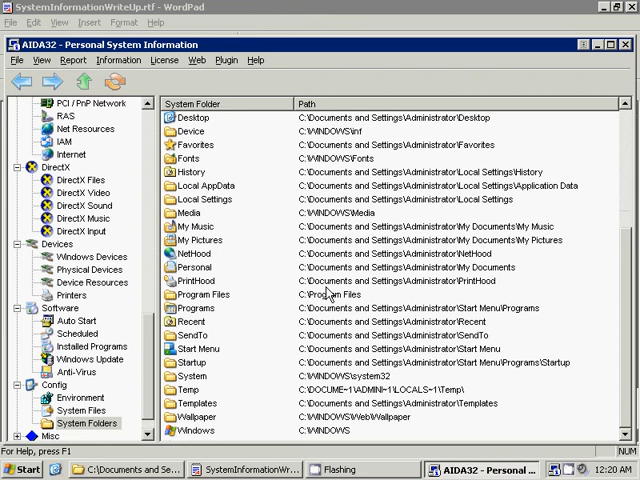 SystemInformationWriteUp.rtf - WordPad
File Edit View Insert Format Help
AIDA32 - Personal System Information
File View Report Information License Web Plugin Help
PCI / PnP Network
RAS
Net Resources
IAM
Internet
DirectX
DirectX Files
DirectX Video
DirectX Sound
DirectX Music
DirectX Input
Devices
Windows Devices
Physical Devices
Device Resources
Printers
Software
Auto Start
Scheduled
Installed Programs
Windows Update
Anti-Virus
Config
Environment
System Files
System Folders
Misc
System Folder Path
Desktop C:\Documents and Settings\Administrator\Desktop
Device C:\WINDOWS\inf
Favorites C:\Documents and Settings\Administrator\Favorites
Fonts C:\WINDOWS\Fonts
History C:\Documents and Settings\Administrator\Local Settings\History
Local AppData C:\Documents and Settings\Administrator\Local Settings\Application Data
Local Settings C:\Documents and Settings\Administrator\Local Settings
Media C:\WINDOWS\Media
My Music C:\Documents and Settings\Administrator\My Documents\My Music
My Pictures C:\Documents and Settings\Administrator\My Documents\My Pictures
NetHood C:\Documents and Settings\Administrator\NetHood
Personal C:\Documents and Settings\Administrator\My Documents
PrintHood C:\Documents and Settings\Administrator\PrintHood
Program Files C:\Program Files
Programs C:\Documents and Settings\Administrator\Start Menu\Programs
Recent C:\Documents and Settings\Administrator\Recent
SendTo C:\Documents and Settings\Administrator\SendTo
Start Menu C:\Documents and Settings\Administrator\Start Menu
Startup C:\Documents and Settings\Administrator\Start Menu\Programs\Startup
System C:\WINDOWS\system32
Temp C:\DOCUME~1\ADMINI~1\LOCALS~1\Temp\
Templates C:\Documents and Settings\Administrator\Templates
Wallpaper C:\WINDOWS\Web\Wallpaper
Windows C:\WINDOWS
For Help, press F1 NUM
Start C:\Documents and Se... SystemInformationWr... Flashing AIDA32 - Personal ... 12:20 AM